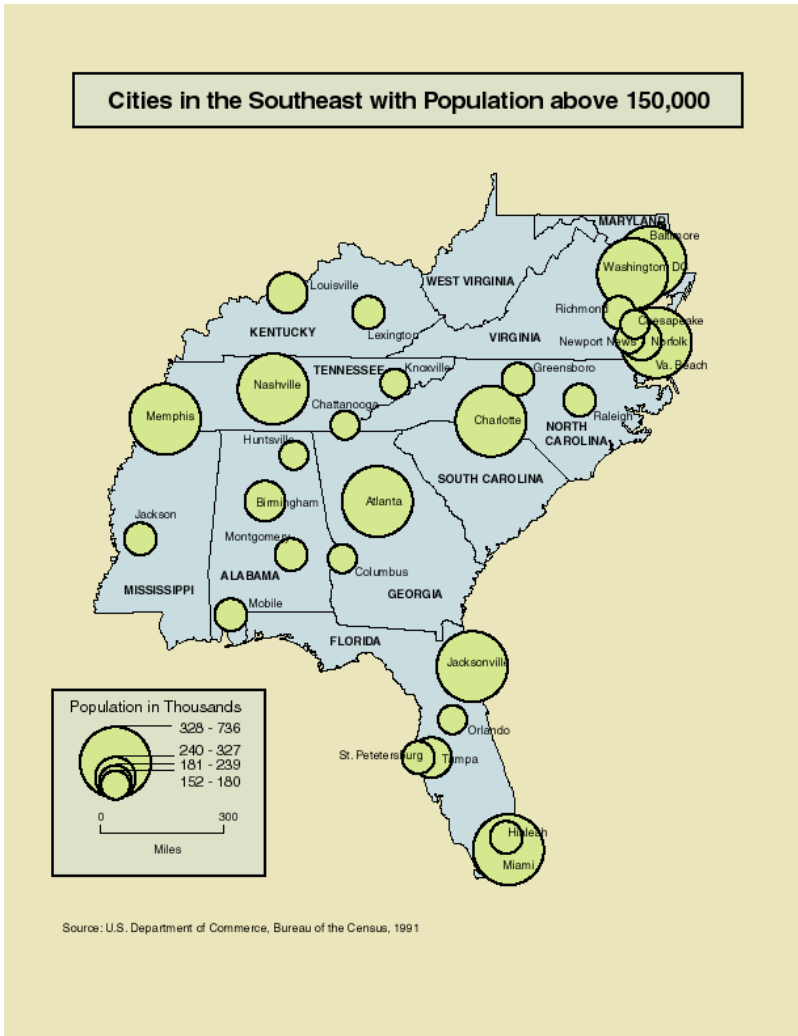 Cities in the Southeast with Population above 150,000
MARYLAND
Baltimore
Washington DC
WEST VIRGINIA
Louisville
Richmond
Chesapeake
KENTUCKY
Lexington
VIRGINIA
Newport News
Norfolk
Va. Beach
TENNESSEE
Knoxville
Greensboro
Nashville
Chattanooga
Memphis
Charlotte
Raleigh
NORTH
CAROLINA
Huntsville
SOUTH CAROLINA
Birmingham
Atlanta
Jackson
Montgomery
Columbus
ALABAMA
MISSISSIPPI
GEORGIA
Mobile
FLORIDA
Jacksonville
Orlando
St. Petetersburg
Tampa
Hialeah
Miami
Population in Thousands
328 - 736
240 - 327
181 - 239
152 - 180
0 300
Miles
Source: U.S. Department of Commerce, Bureau of the Census, 1991